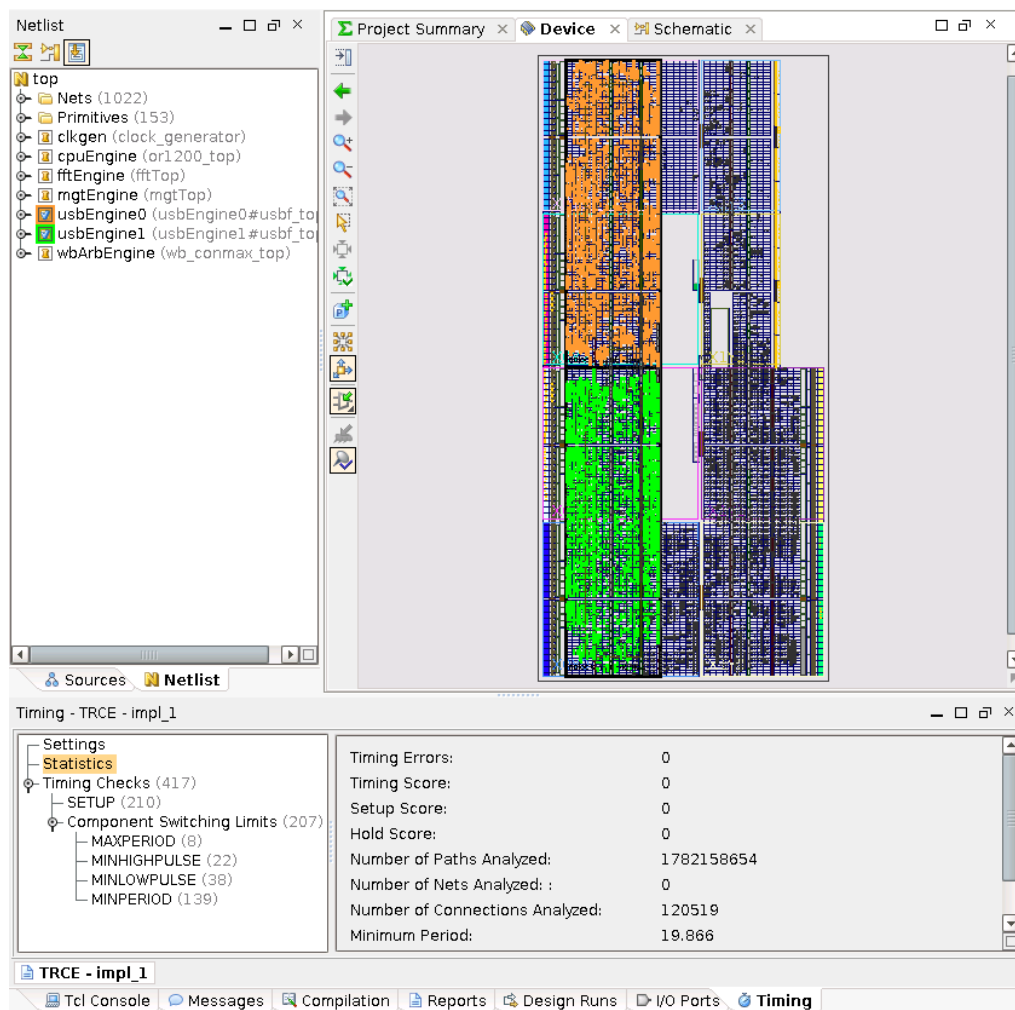 Netlist
top
Nets (1022)
Primitives (153)
clkgen (clock_generator)
cpuEngine (or1200_top)
fftEngine (fftTop)
mgtEngine (mgtTop)
usbEngine0 (usbEngine0#usbf_to
usbEngine1 (usbEngine1#usbf_to
wbArbEngine (wb_conmax_top)
Sources Netlist
Project Summary Device Schematic
Timing - TRCE - impl_1
Settings
Statistics
Timing Checks (417)
SETUP (210)
Component Switching Limits (207)
MAXPERIOD (8)
MINHIGHPULSE (22)
MINLOWPULSE (38)
MINPERIOD (139)
Timing Errors: 0
Timing Score: 0
Setup Score: 0
Hold Score: 0
Number of Paths Analyzed: 1782158654
Number of Nets Analyzed: : 0
Number of Connections Analyzed: 120519
Minimum Period: 19.866
TRCE - impl_1
Tcl Console Messages Compilation Reports Design Runs I/O Ports Timing